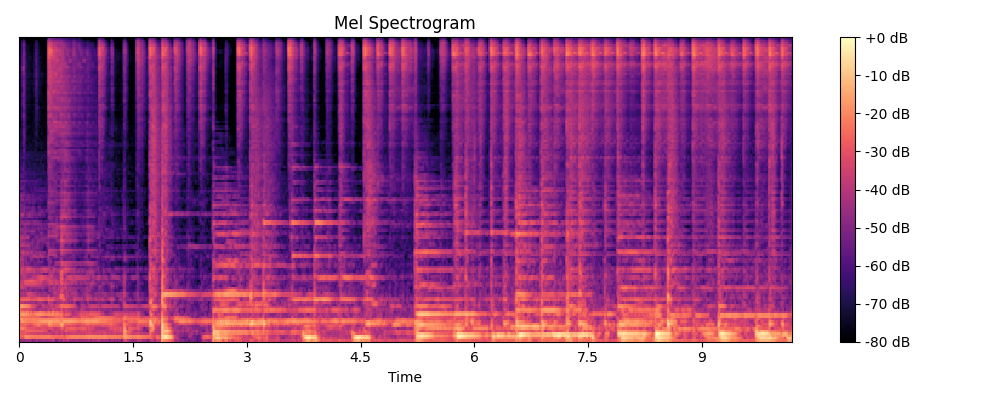 Mel Spectrogram
+0 dB
-10 dB
-20 dB
-30 dB
-40 dB
-50 dB
-60 dB
-70 dB
-80 dB
0 1.5 3 4.5 6 7.5 9
Time